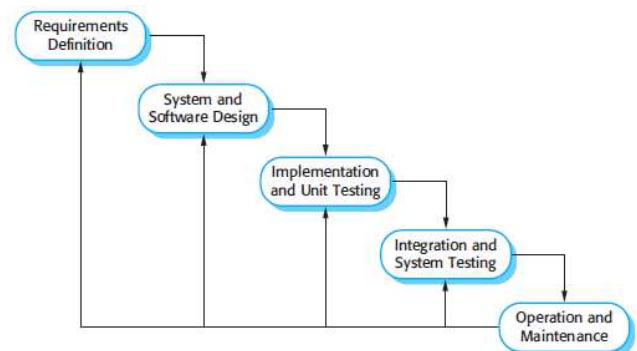 Requirements
Definition
System and
Software Design
Implementation
and Unit Testing
Integration and
System Testing
Operation and
Maintenance